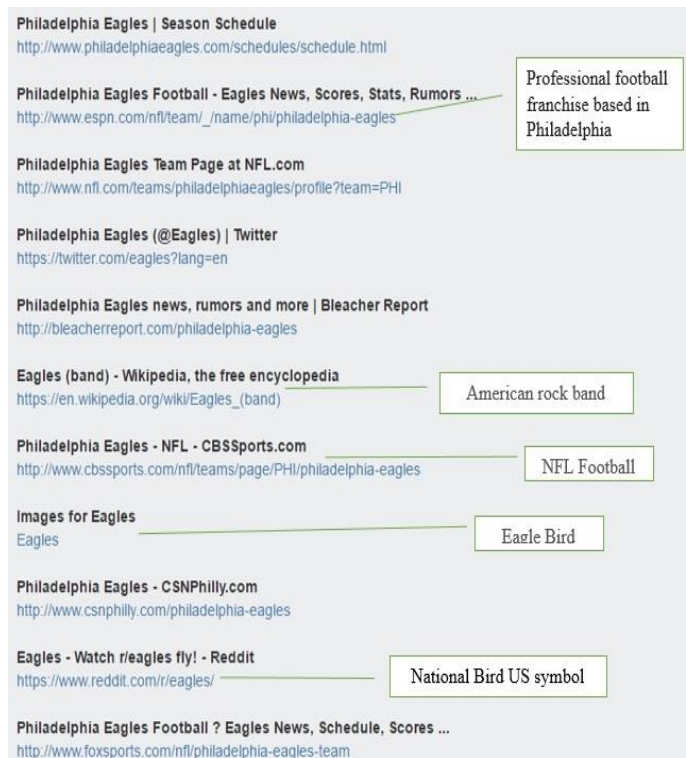 Philadelphia Eagles | Season Schedule
http://www.philadelphiaeagles.com/schedules/schedule.html
Philadelphia Eagles Football - Eagles News, Scores, Stats, Rumors ...
http://www.espn.com/nfl/team/_/name/phi/philadelphia-eagles
Professional football
franchise based in
Philadelphia
Philadelphia Eagles Team Page at NFL.com
http://www.nfl.com/teams/philadelphiaeagles/profile?team=PHI
Philadelphia Eagles (@Eagles) | Twitter
https://twitter.com/eagles?lang=en
Philadelphia Eagles news, rumors and more | Bleacher Report
http://bleacherreport.com/philadelphia-eagles
Eagles (band) - Wikipedia, the free encyclopedia
https://en.wikipedia.org/wiki/Eagles_(band)
American rock band
Philadelphia Eagles - NFL - CBSSports.com
http://www.cbssports.com/nfl/teams/page/PHI/philadelphia-eagles
NFL Football
Images for Eagles
Eagles
Eagle Bird
Philadelphia Eagles - CSNPhilly.com
http://www.csnphilly.com/philadelphia-eagles
Eagles - Watch r/eagles fly! - Reddit
https://www.reddit.com/r/eagles/
National Bird US symbol
Philadelphia Eagles Football ? Eagles News, Schedule, Scores ...
http://www.foxsports.com/nfl/philadelphia-eagles-team